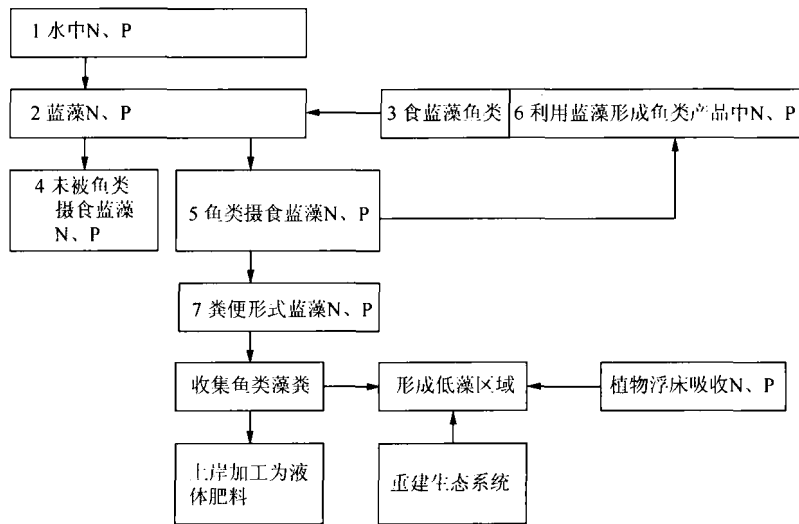 1 水中N、P
2 蓝藻N、P
3 食蓝藻鱼类
6 利用蓝藻形成鱼类产品中N、P
4 未被鱼类
摄食蓝藻
N、P
5 鱼类摄食蓝藻N、P
7 粪便形式蓝藻N、P
收集鱼类藻粪
形成低藻区域
植物浮床吸收N、P
上岸加工为液
体肥料
重建生态系统